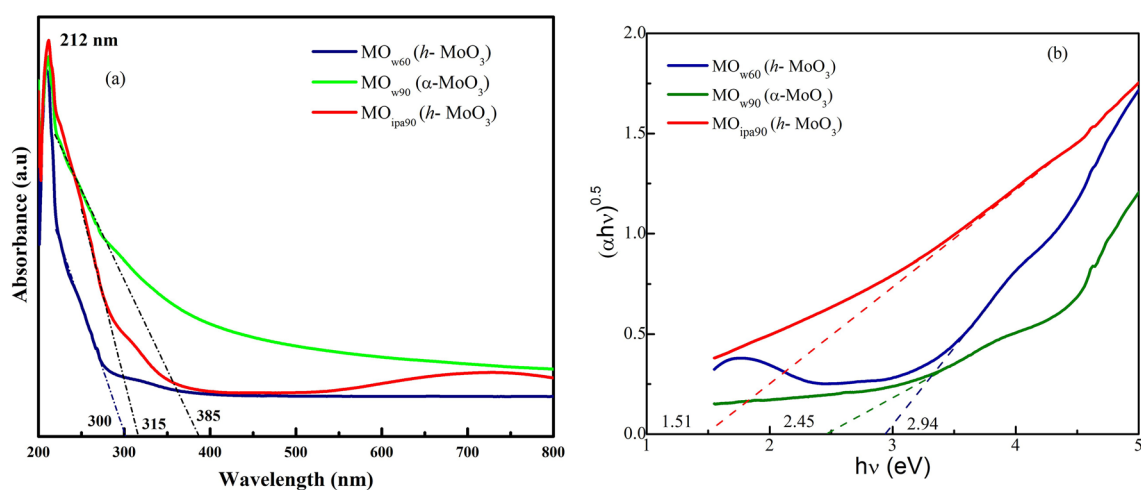 212 nm
(a)
MOw60 (h- MoO3)
MOw90 (α-MoO3)
MOipa90 (h- MoO3)
Absorbance (a.u)
300
315
385
200 300 400 500 600 700 800
Wavelength (nm)
(b)
MOw60 (h- MoO3)
MOw90 (α-MoO3)
MOipa90 (h- MoO3)
(αhν)0.5
2.0
1.5
1.0
0.5
0.0
1.51
2.45
2.94
1 2 3 4 5
hν (eV)